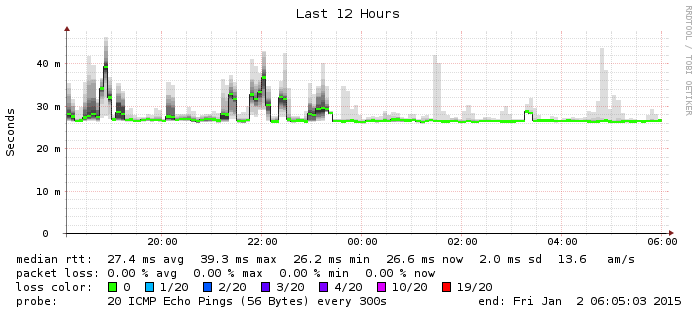 Last 12 Hours
RRDTOOL / TOBI OETIKER
Seconds
40 m
30 m
20 m
10 m
0
20:00 22:00 00:00 02:00 04:00 06:00
median rtt: 27.4 ms avg 39.3 ms max 26.2 ms min 26.6 ms now 2.0 ms sd 13.6 am/s
packet loss: 0.00 % avg 0.00 % max 0.00 % min 0.00 % now
loss color: 0 1/20 2/20 3/20 4/20 10/20 19/20
probe: 20 ICMP Echo Pings (56 Bytes) every 300s end: Fri Jan 2 06:05:03 2015